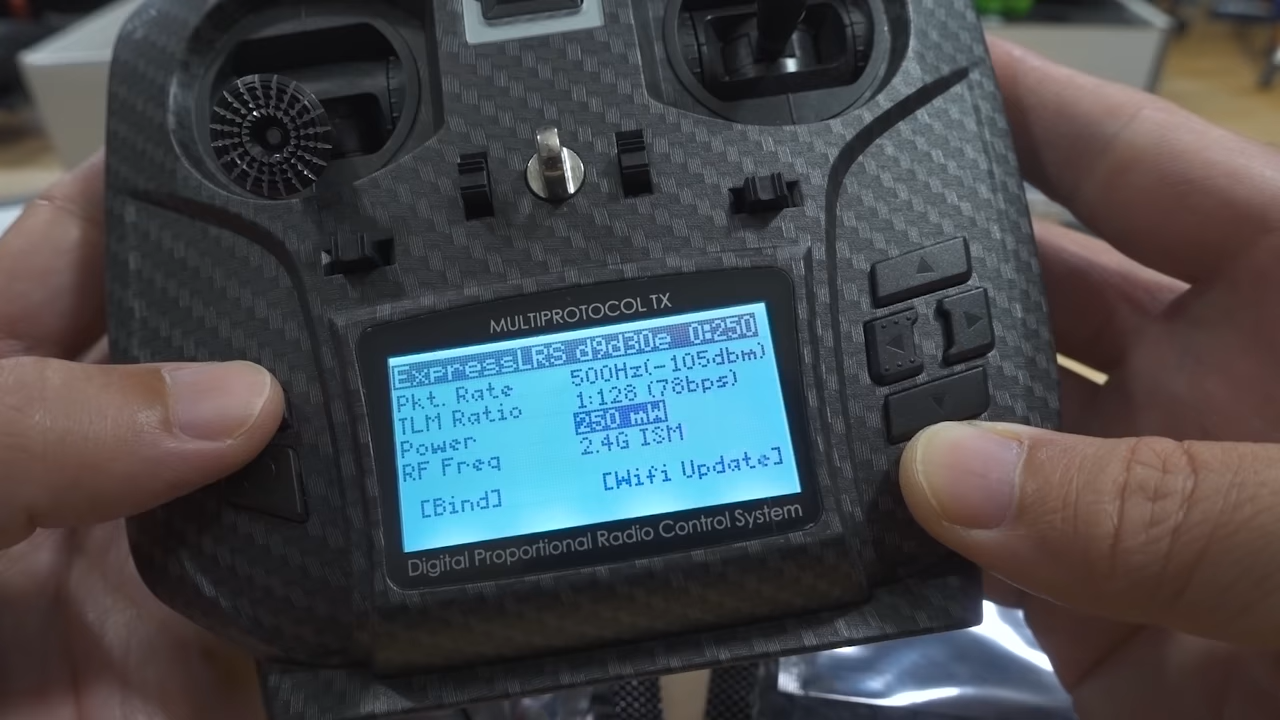 MULTIPROTOCOL TX
ExpressLRS d9d30e 0:250
Pkt. Rate 500Hz(-105dbm)
TLM Ratio 1:128 (78bps)
Power 250 mW
RF Freq 2.4G ISM
[Bind] [Wifi Update]
Digital Proportional Radio Control System